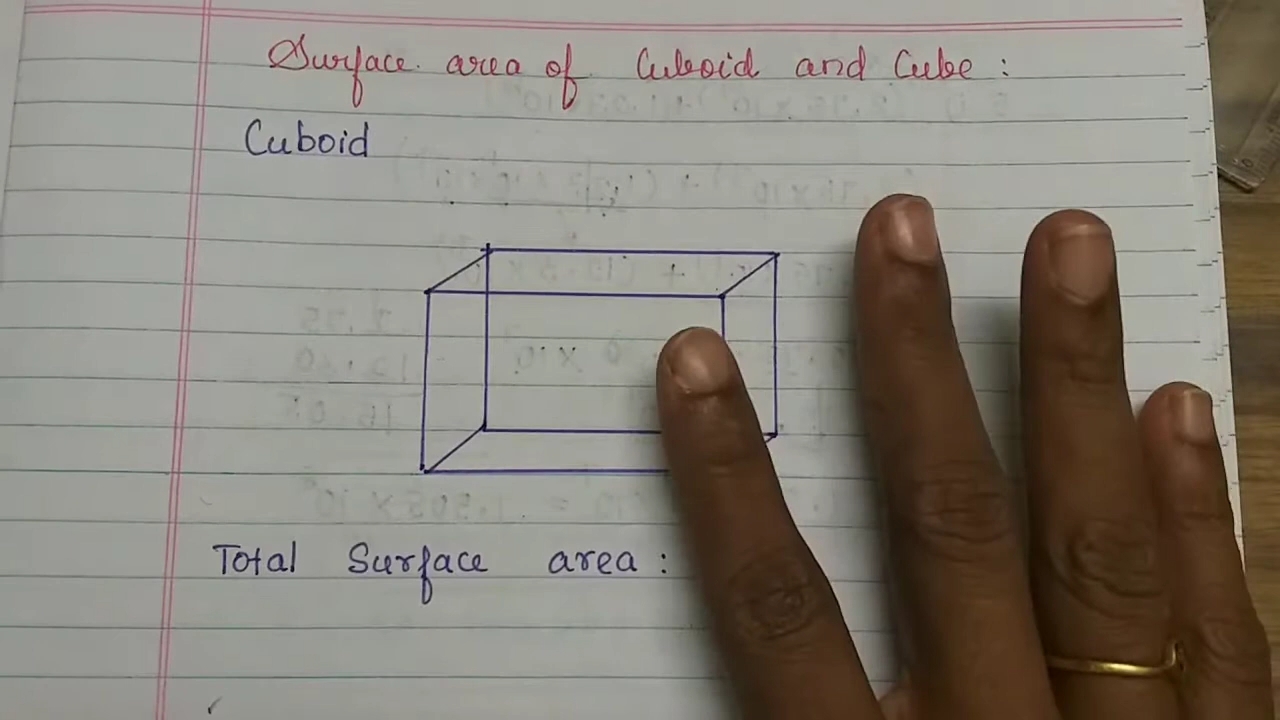 Surface area of Cuboid and Cube :
Cuboid
Total Surface area :